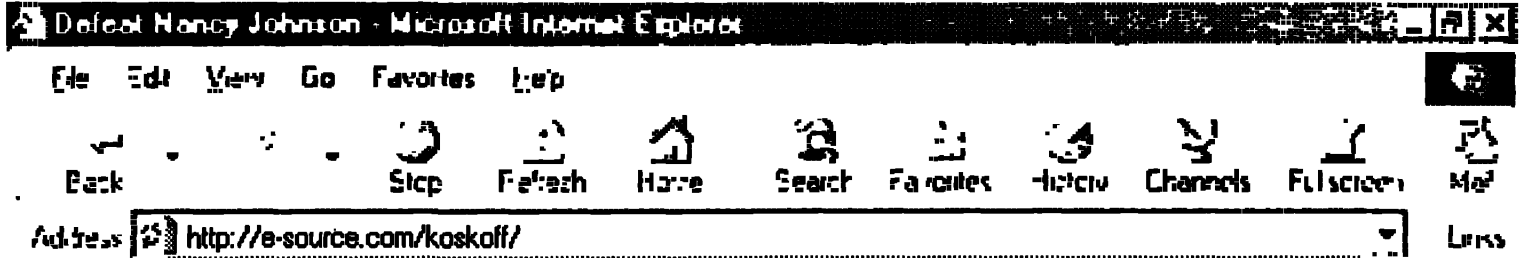 Defeat Nancy Johnson - Microsoft Internet Explorer
File Edit View Go Favorites Help
Back Stop Refresh Home Search Favorites History Channels Fullscreen Mail
Address http://e-source.com/koskoff/ Links